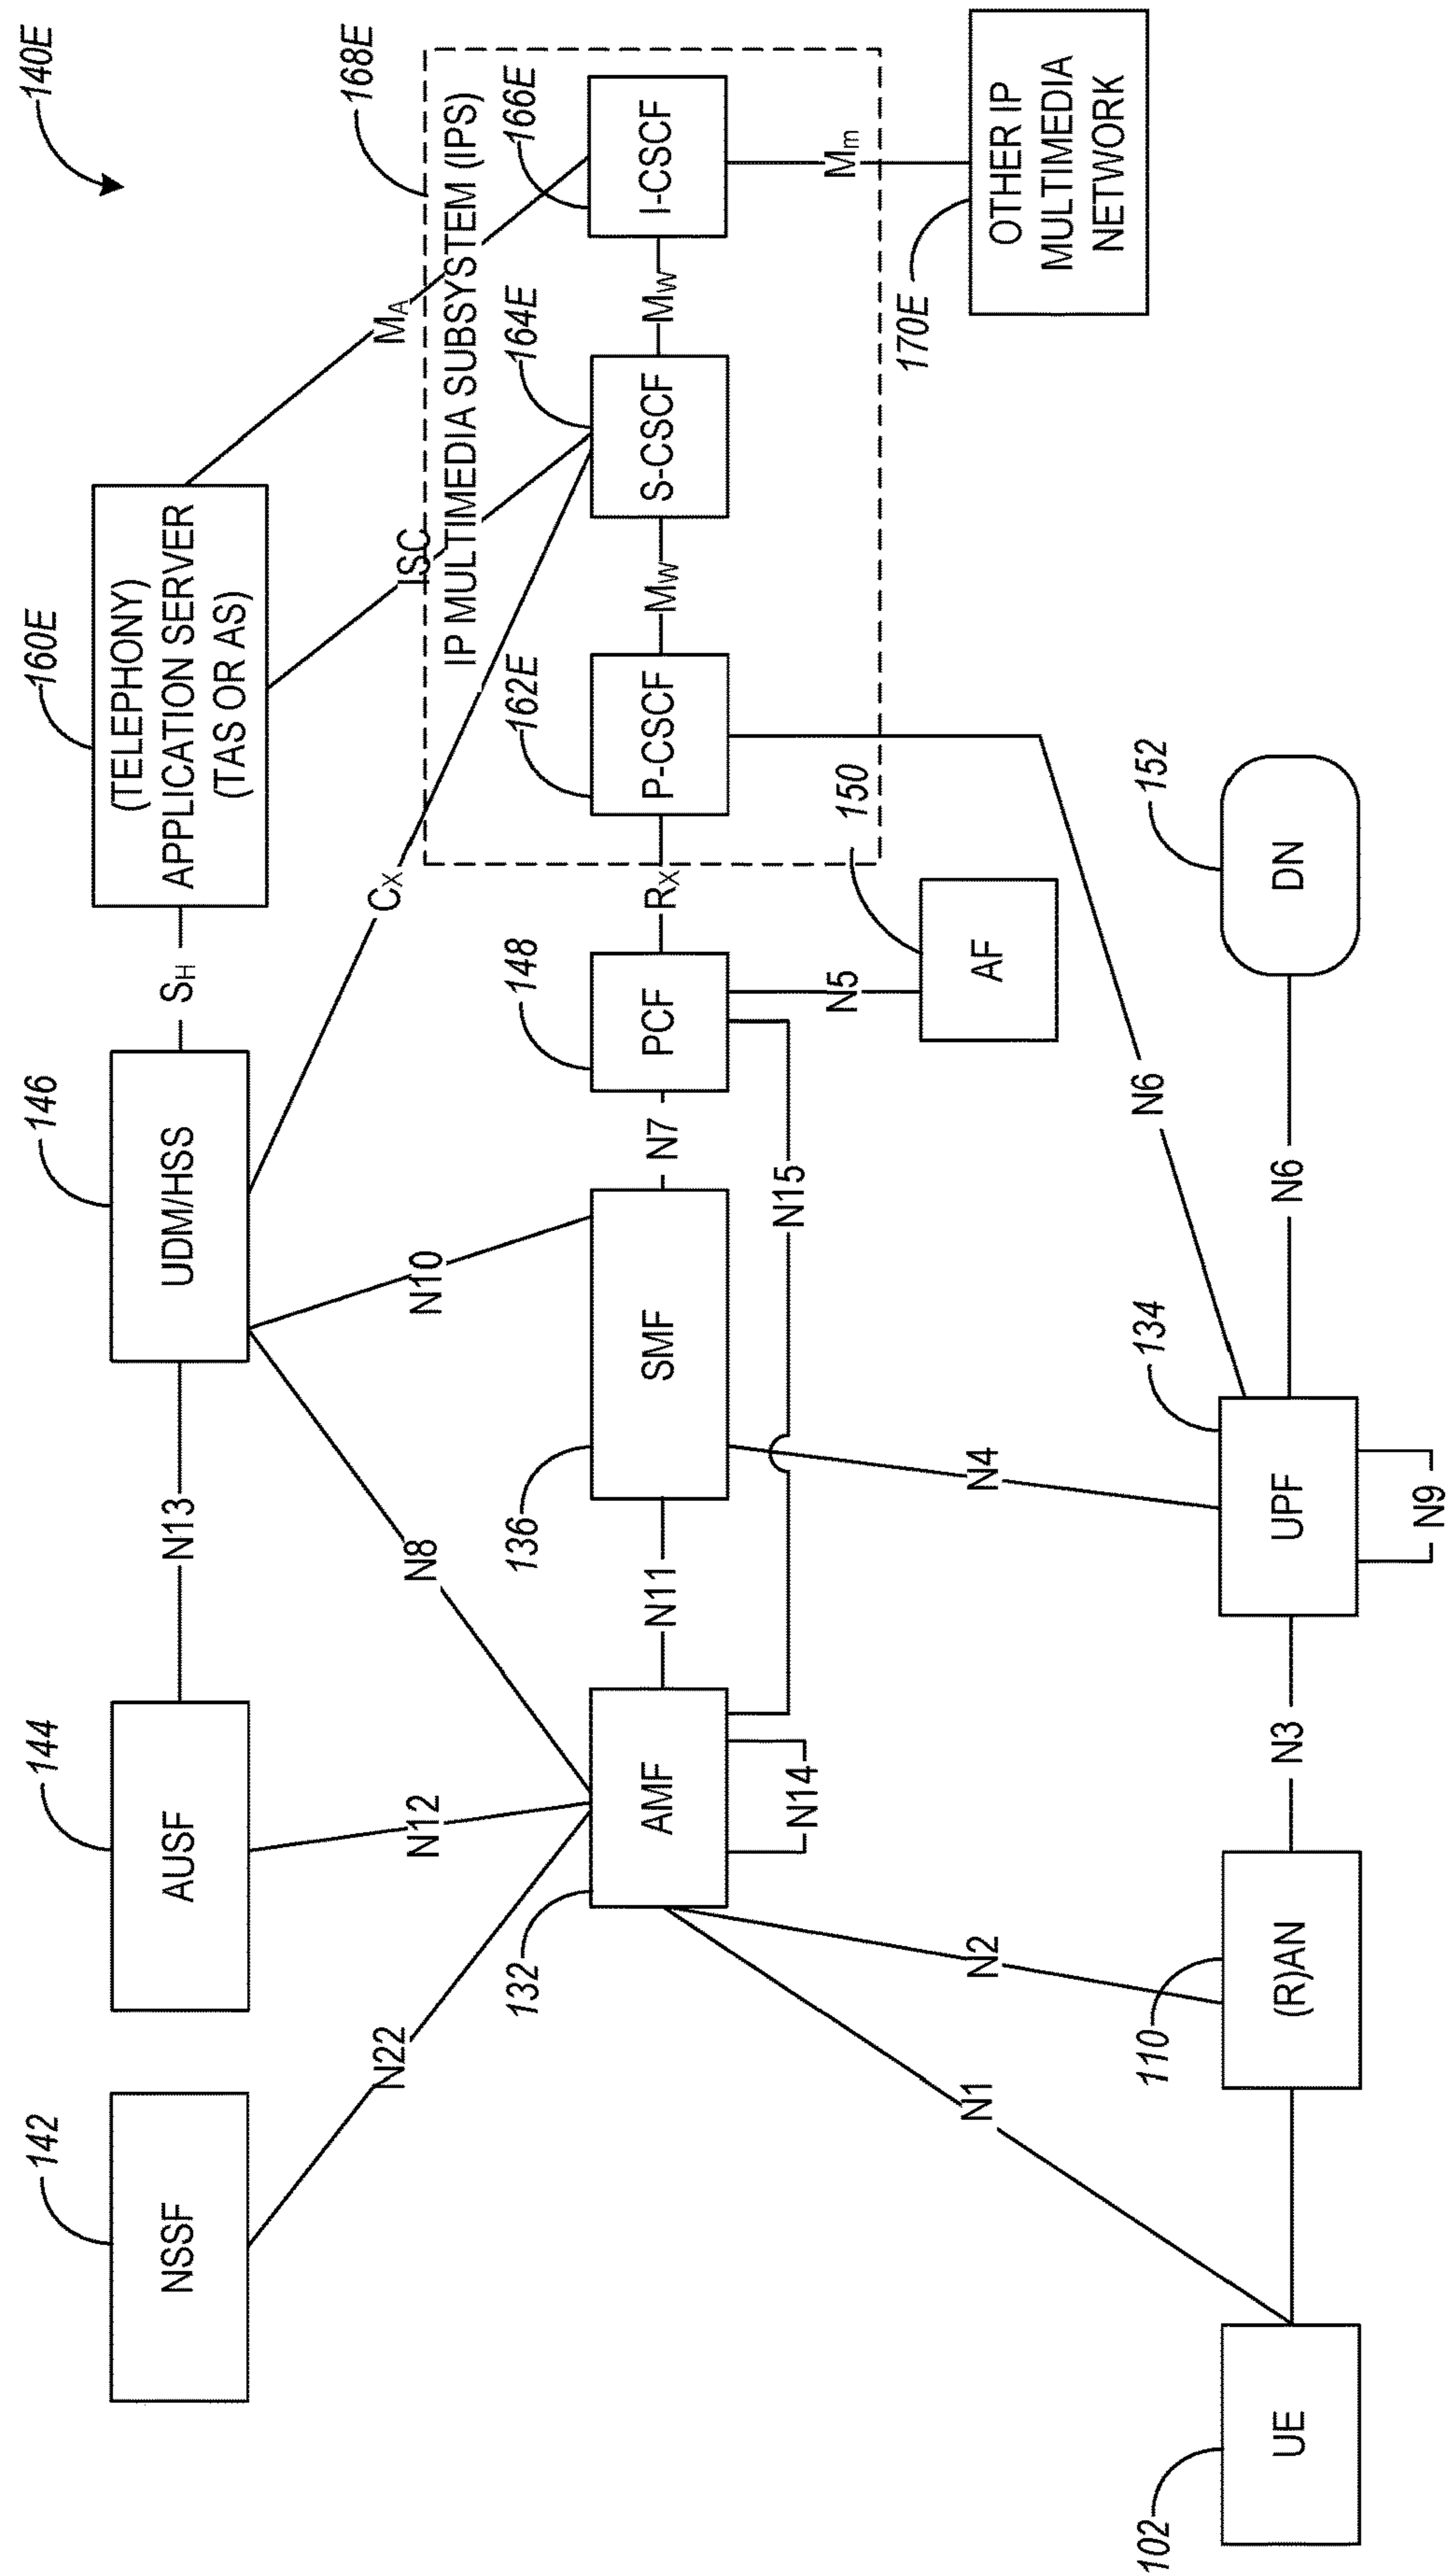 140E
160E
168E
146
144
142
(TELEPHONY)
APPLICATION SERVER
(TAS OR AS)
UDM/HSS
AUSF
NSSF
SH
N13
MA
ISC
CX
N10
N8
N12
N22
IP MULTIMEDIA SUBSYSTEM (IPS)
166E
164E
162E
148
136
132
I-CSCF
S-CSCF
P-CSCF
PCF
SMF
AMF
MW
MW
RX
N7
N11
N15
N14
Mm
150
N5
170E
OTHER IP
MULTIMEDIA
NETWORK
AF
N4
N2
N1
N6
152
134
110
102
DN
N6
UPF
N3
(R)AN
UE
N9